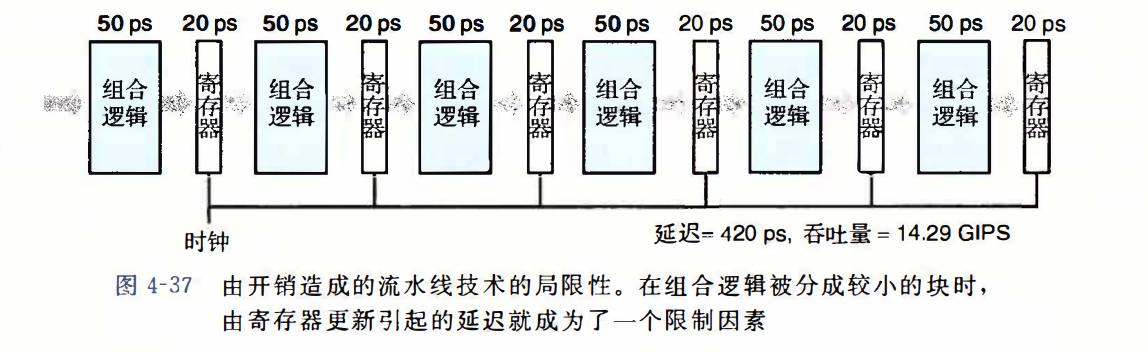 50 ps 20 ps 50 ps 20 ps 50 ps 20 ps 50 ps 20 ps 50 ps 20 ps 50 ps 20 ps
组合逻辑 寄存器 组合逻辑 寄存器 组合逻辑 寄存器 组合逻辑 寄存器 组合逻辑 寄存器 组合逻辑 寄存器
时钟
延迟= 420 ps, 吞吐量 = 14.29 GIPS
图 4-37 由开销造成的流水线技术的局限性。在组合逻辑被分成较小的块时，
由寄存器更新引起的延迟就成为了一个限制因素